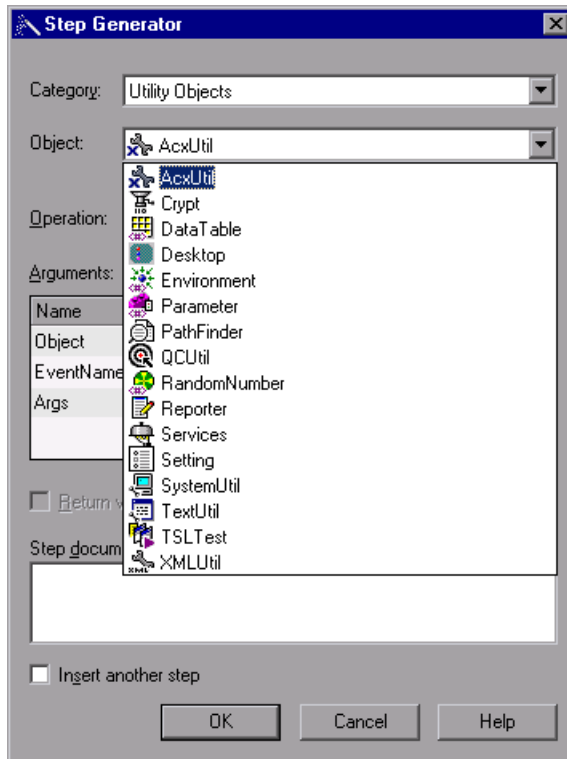 Step Generator
Category: Utility Objects
Object: AcxUtil
AcxUtil
Crypt
DataTable
Desktop
Operation:
Environment
Arguments:
Parameter
Name
PathFinder
Object
QCUtil
EventName
RandomNumber
Args
Reporter
Services
Setting
SystemUtil
Return
TextUtil
TSLTest
Step docum
XMLUtil
Insert another step
OK Cancel Help